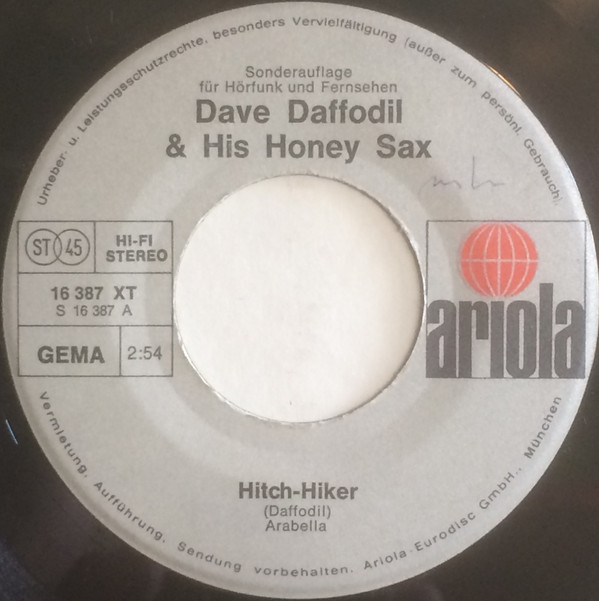 Urheber- u. Leistungsschutzrechte, besonders Vervielfältigung (außer zum persönl. Gebrauch),
Sonderauflage
für Hörfunk und Fernsehen
Dave Daffodil
& His Honey Sax
ST 45
HI-FI
STEREO
16 387 XT
S 16 387 A
GEMA 2:54
ariola
Hitch-Hiker
(Daffodil)
Arabella
Vermietung, Aufführung, Sendung vorbehalten. Ariola-Eurodisc GmbH., München